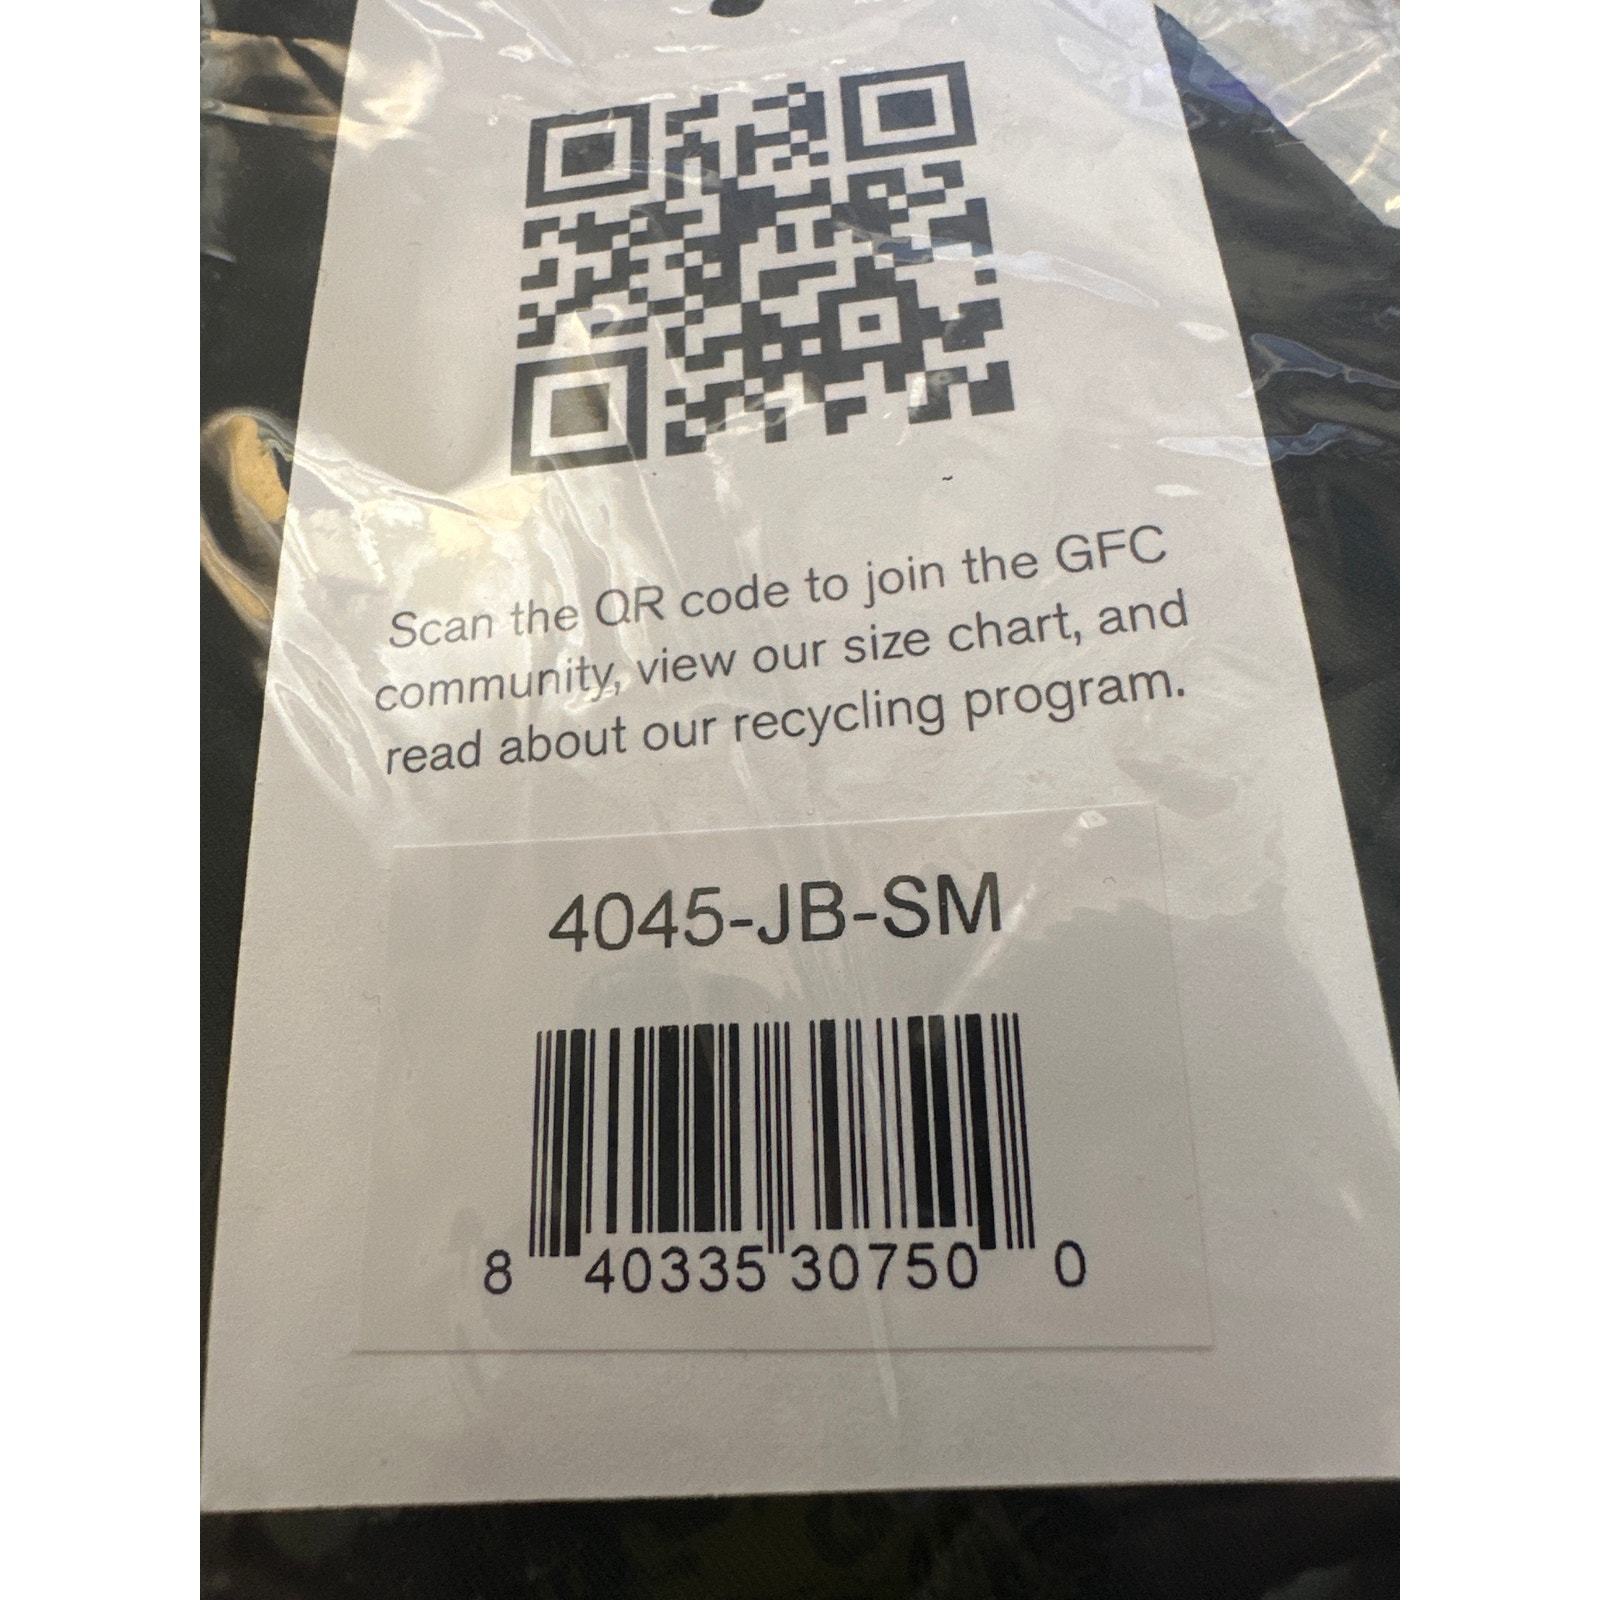 Scan the QR code to join the GFC
community, view our size chart, and
read about our recycling program.
4045-JB-SM
8 40335 30750 0